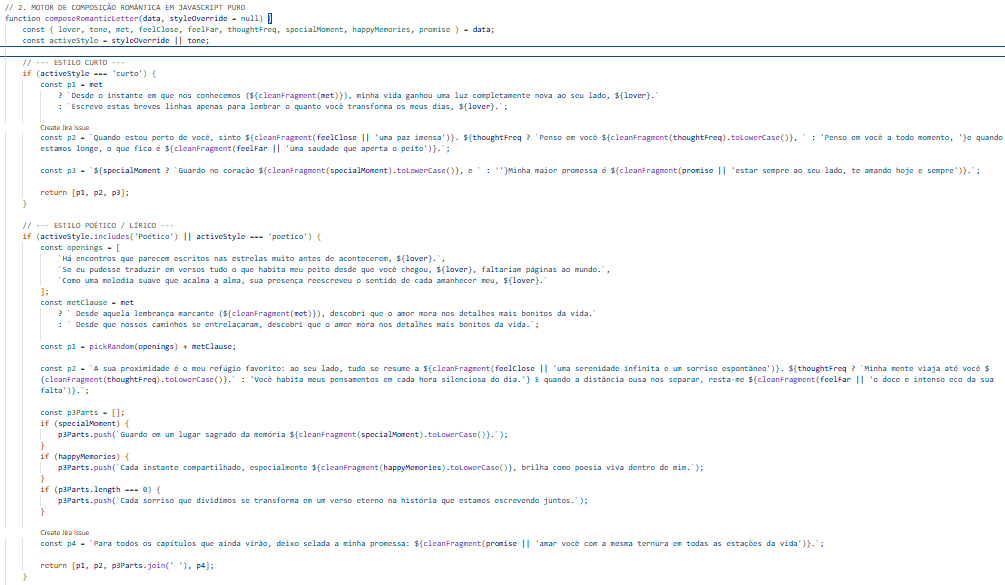 // 2. MOTOR DE COMPOSIÇÃO ROMÂNTICA EM JAVASCRIPT PURO
function composeRomanticLetter(data, styleOverride = null) {
const { lover, tone, met, feelClose, feelFar, thoughtFreq, specialMoment, happyMemories, promise } = data;
const activeStyle = styleOverride || tone;
// --- ESTILO CURTO ---
if (activeStyle === 'curto') {
const p1 = met
? `Desde o instante em que nos conhecemos (${cleanFragment(met)}), minha vida ganhou uma luz completamente nova ao seu lado, ${lover}.`
: `Escrevo estas breves linhas apenas para lembrar o quanto você transforma os meus dias, ${lover}.`;
Create Jira Issue
const p2 = `Quando estou perto de você, sinto ${cleanFragment(feelClose || 'uma paz imensa')}. ${thoughtFreq ? `Penso em você ${cleanFragment(thoughtFreq).toLowerCase()}, ` : 'Penso em você a todo momento, '}e quando
estamos longe, o que fica é ${cleanFragment(feelFar || 'uma saudade que aperta o peito')}.`;
const p3 = `${specialMoment ? `Guardo no coração ${cleanFragment(specialMoment).toLowerCase()}, e ` : ''}Minha maior promessa é ${cleanFragment(promise || 'estar sempre ao seu lado, te amando hoje e sempre')}.`;
return [p1, p2, p3];
}
// --- ESTILO POÉTICO / LÍRICO ---
if (activeStyle.includes('Poético') || activeStyle === 'poetico') {
const openings = [
`Há encontros que parecem escritos nas estrelas muito antes de acontecerem, ${lover}.`,
`Se eu pudesse traduzir em versos tudo o que habita meu peito desde que você chegou, ${lover}, faltariam páginas ao mundo.`,
`Como uma melodia suave que acalma a alma, sua presença reescreveu o sentido de cada amanhecer meu, ${lover}.`
];
const metClause = met
? ` Desde aquela lembrança marcante (${cleanFragment(met)}), descobri que o amor mora nos detalhes mais bonitos da vida.`
: ` Desde que nossos caminhos se entrelaçaram, descobri que o amor mora nos detalhes mais bonitos da vida.`;
const p1 = pickRandom(openings) + metClause;
const p2 = `A sua proximidade é o meu refúgio favorito: ao seu lado, tudo se resume a ${cleanFragment(feelClose || 'uma serenidade infinita e um sorriso espontâneo')}. ${thoughtFreq ? `Minha mente viaja até você $
{cleanFragment(thoughtFreq).toLowerCase()}.` : 'Você habita meus pensamentos em cada hora silenciosa do dia.'} E quando a distância ousa nos separar, resta-me ${cleanFragment(feelFar || 'o doce e intenso eco da sua
falta')}.`;
const p3Parts = [];
if (specialMoment) {
p3Parts.push(`Guardo em um lugar sagrado da memória ${cleanFragment(specialMoment).toLowerCase()}.`);
}
if (happyMemories) {
p3Parts.push(`Cada instante compartilhado, especialmente ${cleanFragment(happyMemories).toLowerCase()}, brilha como poesia viva dentro de mim.`);
}
if (p3Parts.length === 0) {
p3Parts.push(`Cada sorriso que dividimos se transforma em um verso eterno na história que estamos escrevendo juntos.`);
}
Create Jira Issue
const p4 = `Para todos os capítulos que ainda virão, deixo selada a minha promessa: ${cleanFragment(promise || 'amar você com a mesma ternura em todas as estações da vida')}.`;
return [p1, p2, p3Parts.join(' '), p4];
}